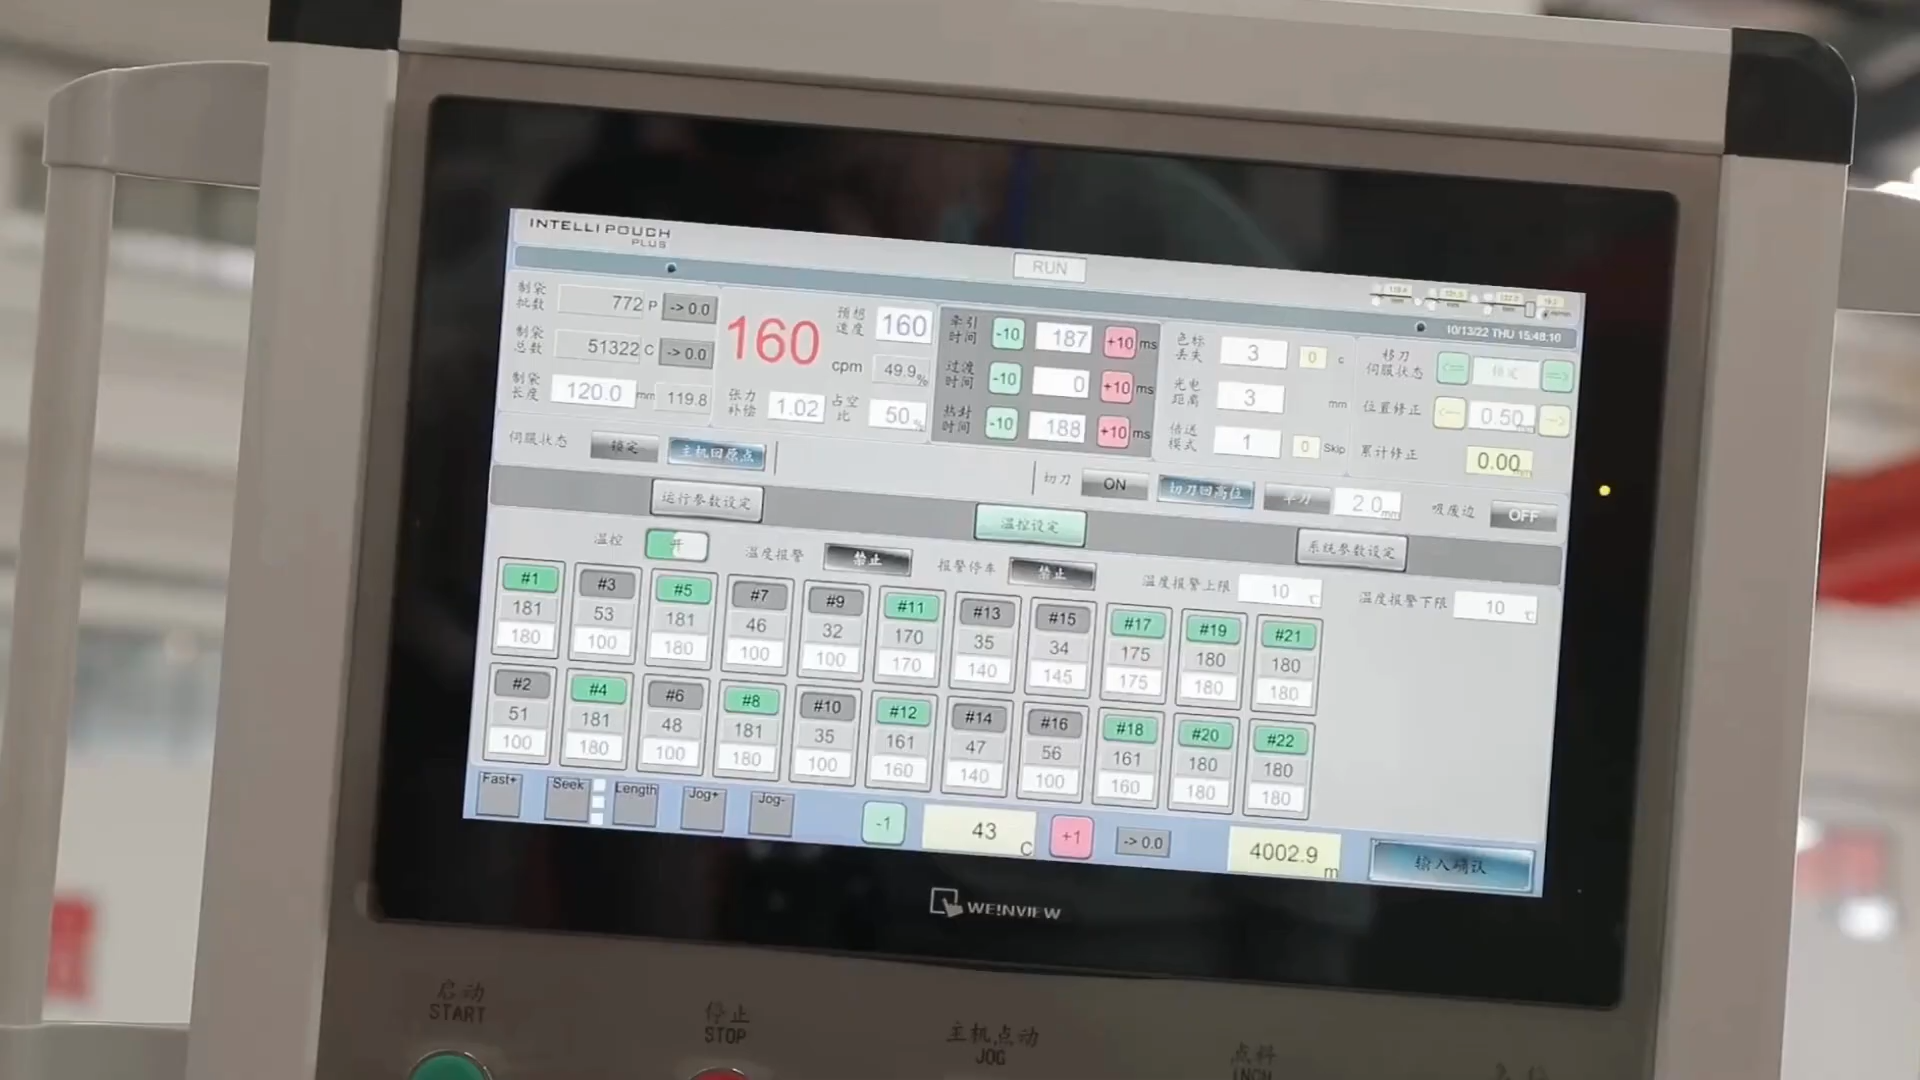 INTELLIPOUCH
PLUS
RUN
10/13/22 THU 15:48:10
制袋批数 772 P -> 0.0
制袋总数 51322 C -> 0.0
制袋长度 120.0 mm 119.8
160 cpm
预想速度 160
49.9 %
张力补偿 1.02 占空比 50 %
牵引时间 -10 187 +10 ms
过渡时间 -10 0 +10 ms
热封时间 -10 188 +10 ms
色标丢失 3 0 c
光电距离 3 mm
倍送模式 1 0 Skip
移刀伺服状态 <== 锁定 ==>
位置修正 <-- 0.50 mm -->
累计修正 0.00 mm
伺服状态 锁定 主机回原点
切刀 ON 切刀回高位 单刀 2.0 mm 吸废边 OFF
运行参数设定 温控设定 系统参数设定
温控 开 温度报警 禁止 报警停车 禁止 温度报警上限 10 ℃ 温度报警下限 10 ℃
#1 #3 #5 #7 #9 #11 #13 #15 #17 #19 #21
181 53 181 46 32 170 35 34 175 180 180
180 100 180 100 100 170 140 145 175 180 180
#2 #4 #6 #8 #10 #12 #14 #16 #18 #20 #22
51 181 48 181 35 161 47 56 161 180 180
100 180 100 180 100 160 140 100 160 180 180
Fast+ Seek Length Jog+ Jog- -1 43 C +1 -> 0.0 4002.9 m 输入确认
WEINVIEW
启动 停止 主机点动 点料
START STOP JOG INCH